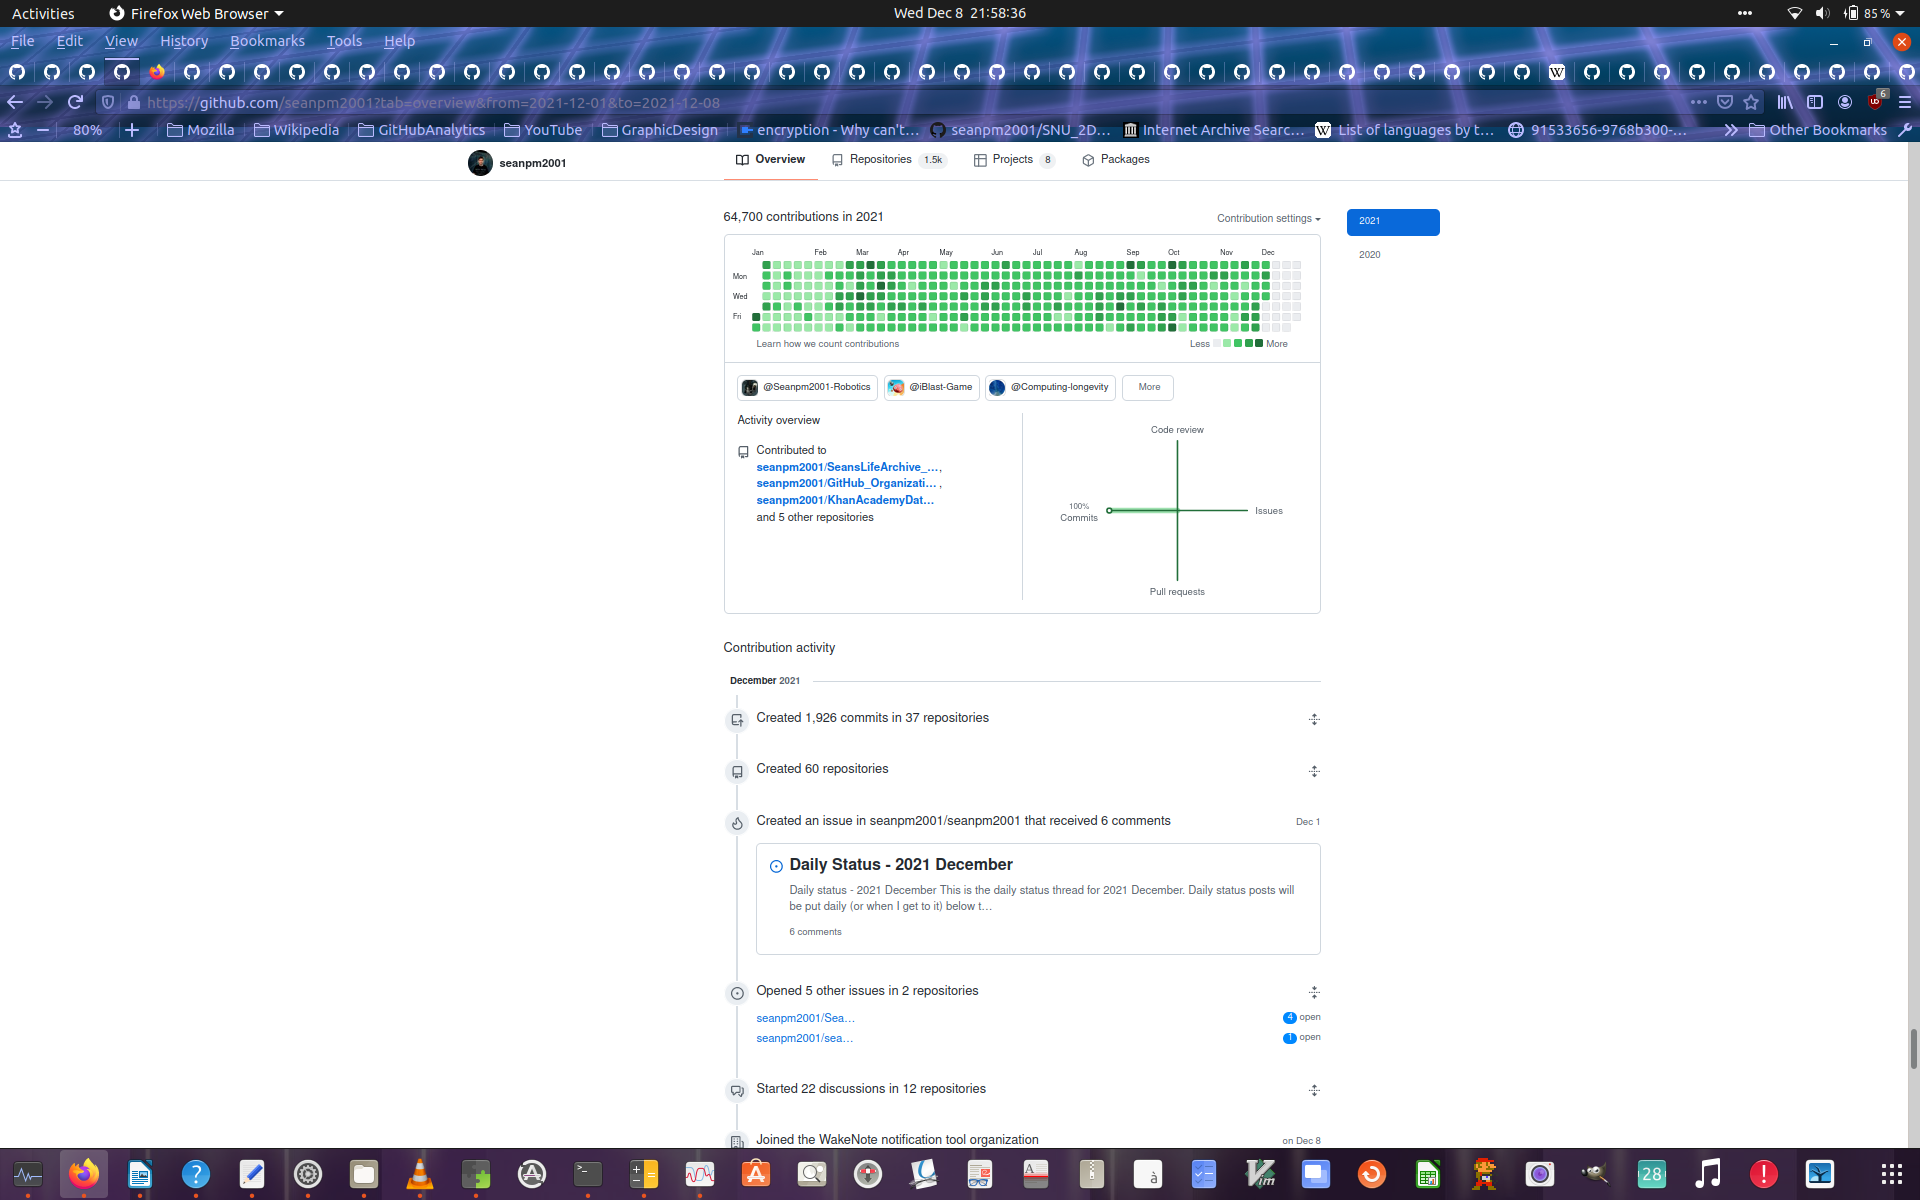 Activities
Firefox Web Browser
Wed Dec 8 21:58:36
85 %
File Edit View History Bookmarks Tools Help
https://github.com/seanpm2001?tab=overview&from=2021-12-01&to=2021-12-08
6
80%
Mozilla
Wikipedia
GitHubAnalytics
YouTube
GraphicDesign
encryption - Why can't…
seanpm2001/SNU_2D…
Internet Archive Searc…
List of languages by t…
91533656-9768b300-…
Other Bookmarks
seanpm2001
Overview
Repositories 1.5k
Projects 8
Packages
64,700 contributions in 2021
Contribution settings
2021
2020
Jan Feb Mar Apr May Jun Jul Aug Sep Oct Nov Dec
Mon
Wed
Fri
Learn how we count contributions
Less
More
@Seanpm2001-Robotics
@iBlast-Game
@Computing-longevity
More
Activity overview
Contributed to
seanpm2001/SeansLifeArchive_…,
seanpm2001/GitHub_Organizati… ,
seanpm2001/KhanAcademyDat…
and 5 other repositories
Code review
100%
Commits
Issues
Pull requests
Contribution activity
December 2021
Created 1,926 commits in 37 repositories
Created 60 repositories
Created an issue in seanpm2001/seanpm2001 that received 6 comments
Dec 1
Daily Status - 2021 December
Daily status - 2021 December This is the daily status thread for 2021 December. Daily status posts will
be put daily (or when I get to it) below t…
6 comments
Opened 5 other issues in 2 repositories
seanpm2001/Sea…
4 open
seanpm2001/sea…
1 open
Started 22 discussions in 12 repositories
Joined the WakeNote notification tool organization
on Dec 8
28